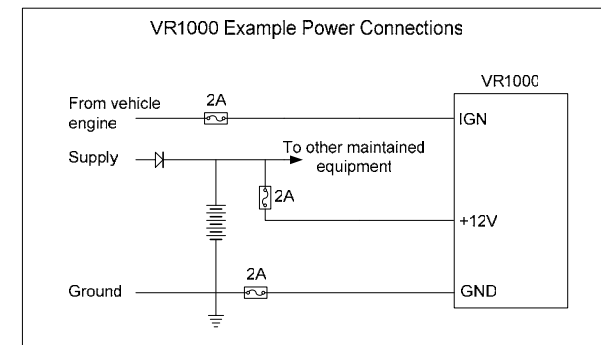 VR1000 Example Power Connections
VR1000
From vehicle
engine
2A
IGN
Supply
To other maintained
equipment
2A
+12V
2A
Ground
GND